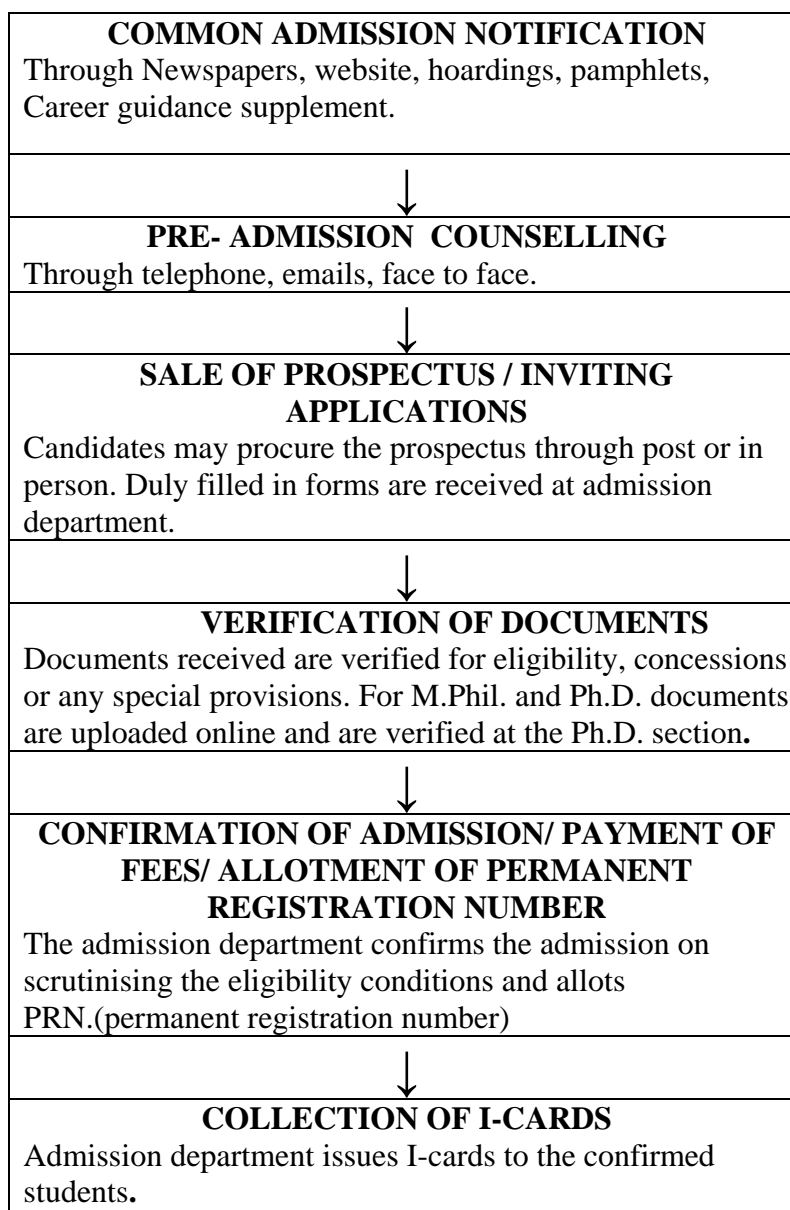 COMMON ADMISSION NOTIFICATION
Through Newspapers, website, hoardings, pamphlets,
Career guidance supplement.
↓
PRE- ADMISSION COUNSELLING
Through telephone, emails, face to face.
↓
SALE OF PROSPECTUS / INVITING
APPLICATIONS
Candidates may procure the prospectus through post or in
person. Duly filled in forms are received at admission
department.
↓
VERIFICATION OF DOCUMENTS
Documents received are verified for eligibility, concessions
or any special provisions. For M.Phil. and Ph.D. documents
are uploaded online and are verified at the Ph.D. section.
↓
CONFIRMATION OF ADMISSION/ PAYMENT OF
FEES/ ALLOTMENT OF PERMANENT
REGISTRATION NUMBER
The admission department confirms the admission on
scrutinising the eligibility conditions and allots
PRN.(permanent registration number)
↓
COLLECTION OF I-CARDS
Admission department issues I-cards to the confirmed
students.